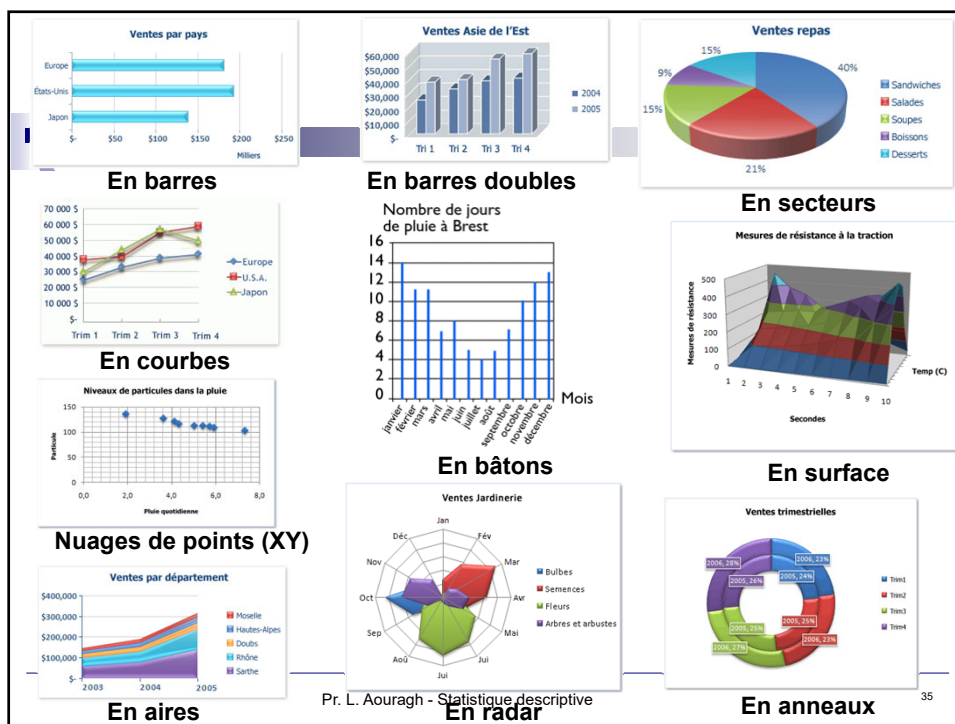 Ventes par pays
Europe
États-Unis
Japon
$- $50 $100 $150 $200 $250
Milliers
En barres
Ventes Asie de l'Est
$60,000
$50,000
$40,000
$30,000
$20,000
$10,000
$-
Tri 1 Tri 2 Tri 3 Tri 4
2004
2005
En barres doubles
Ventes repas
15%
40%
9%
15%
21%
Sandwiches
Salades
Soupes
Boissons
Desserts
En secteurs
70 000 $
60 000 $
50 000 $
40 000 $
30 000 $
20 000 $
10 000 $
$-
Trim 1 Trim 2 Trim 3 Trim 4
Europe
U.S.A.
Japon
En courbes
Nombre de jours
de pluie à Brest
16
14
12
10
8
6
4
2
0
janvier
février
mars
avril
mai
juin
juillet
août
septembre
octobre
novembre
décembre
Mois
En bâtons
Mesures de résistance à la traction
Mesures de résistance
500
400
300
200
100
0
1 2 3 4 5 6 7 8 9 10
Temp (C)
Secondes
En surface
Niveaux de particules dans la pluie
Particule
150
100
50
0
0,0 2,0 4,0 6,0 8,0
Pluie quotidienne
Nuages de points (XY)
Ventes Jardinerie
Jan
Fév
Mar
Avr
Mai
Jui
Jui
Aoû
Sep
Oct
Nov
Déc
Bulbes
Semences
Fleurs
Arbres et arbustes
En radar
Ventes trimestrielles
2006, 28%
2006, 23%
2005, 26%
2005, 24%
2005, 25%
2005, 25%
2006, 27%
2006, 23%
Trim1
Trim2
Trim3
Trim4
En anneaux
Ventes par département
$400,000
$300,000
$200,000
$100,000
$-
2003 2004 2005
Moselle
Hautes-Alpes
Doubs
Rhône
Sarthe
En aires
Pr. L. Aouragh - Statistique descriptive
35